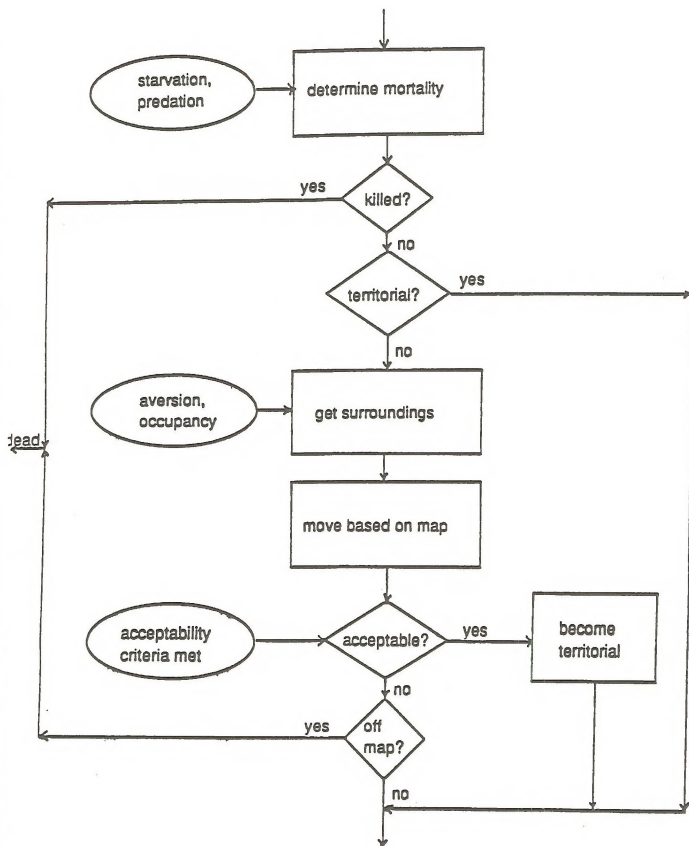 starvation,
predation
determine mortality
yes
killed?
no
territorial?
yes
no
aversion,
occupancy
get surroundings
dead
move based on map
acceptability
criteria met
acceptable?
yes
become
territorial
no
yes
off
map?
no